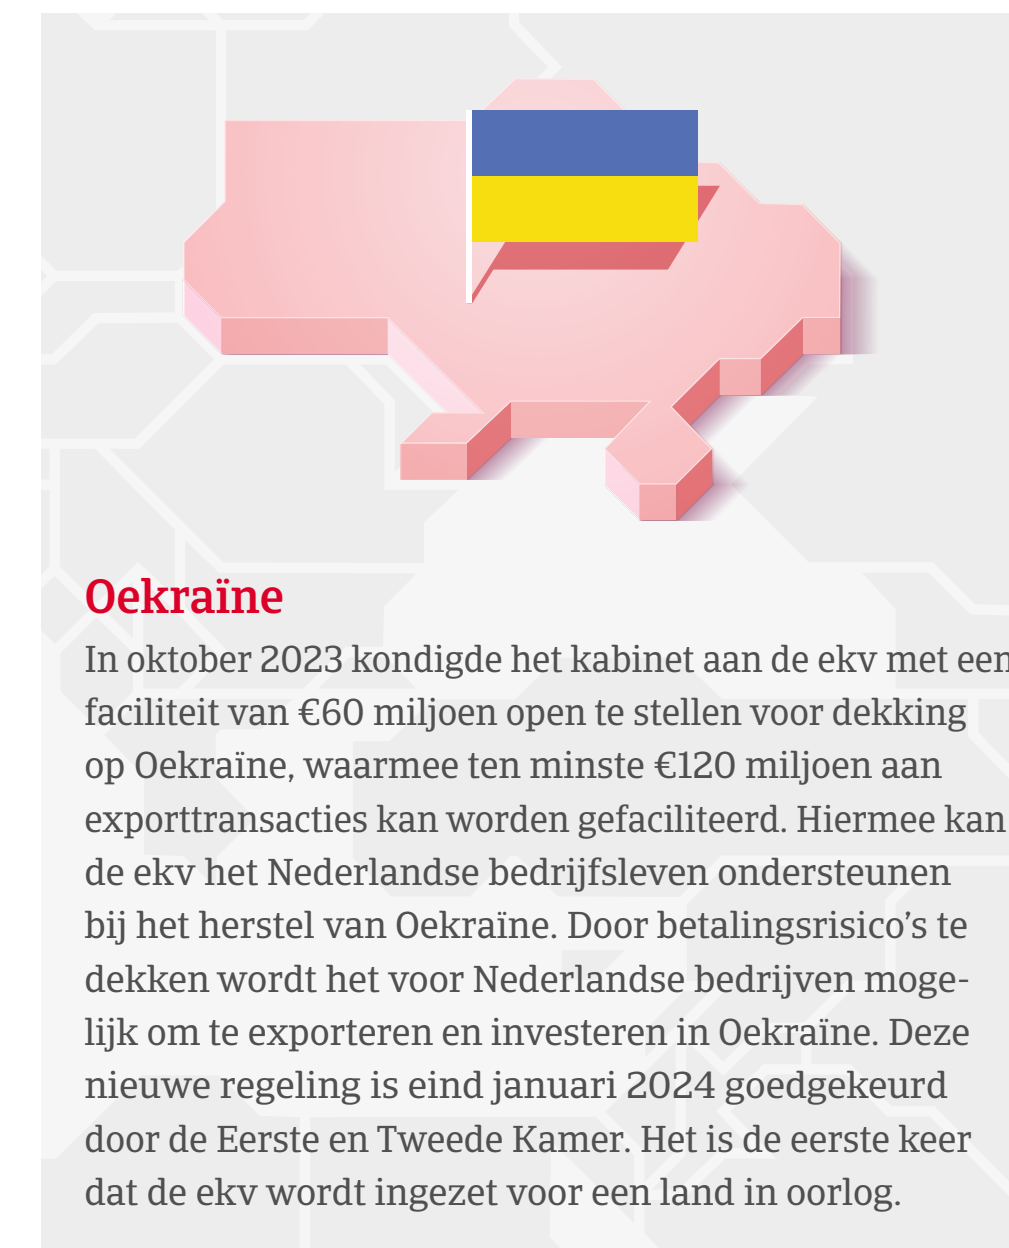 Oekraïne
In oktober 2023 kondigde het kabinet aan de ekv met een
faciliteit van €60 miljoen open te stellen voor dekking
op Oekraïne, waarmee ten minste €120 miljoen aan
exporttransacties kan worden gefaciliteerd. Hiermee kan
de ekv het Nederlandse bedrijfsleven ondersteunen
bij het herstel van Oekraïne. Door betalingsrisico’s te
dekken wordt het voor Nederlandse bedrijven moge-
lijk om te exporteren en investeren in Oekraïne. Deze
nieuwe regeling is eind januari 2024 goedgekeurd
door de Eerste en Tweede Kamer. Het is de eerste keer
dat de ekv wordt ingezet voor een land in oorlog.